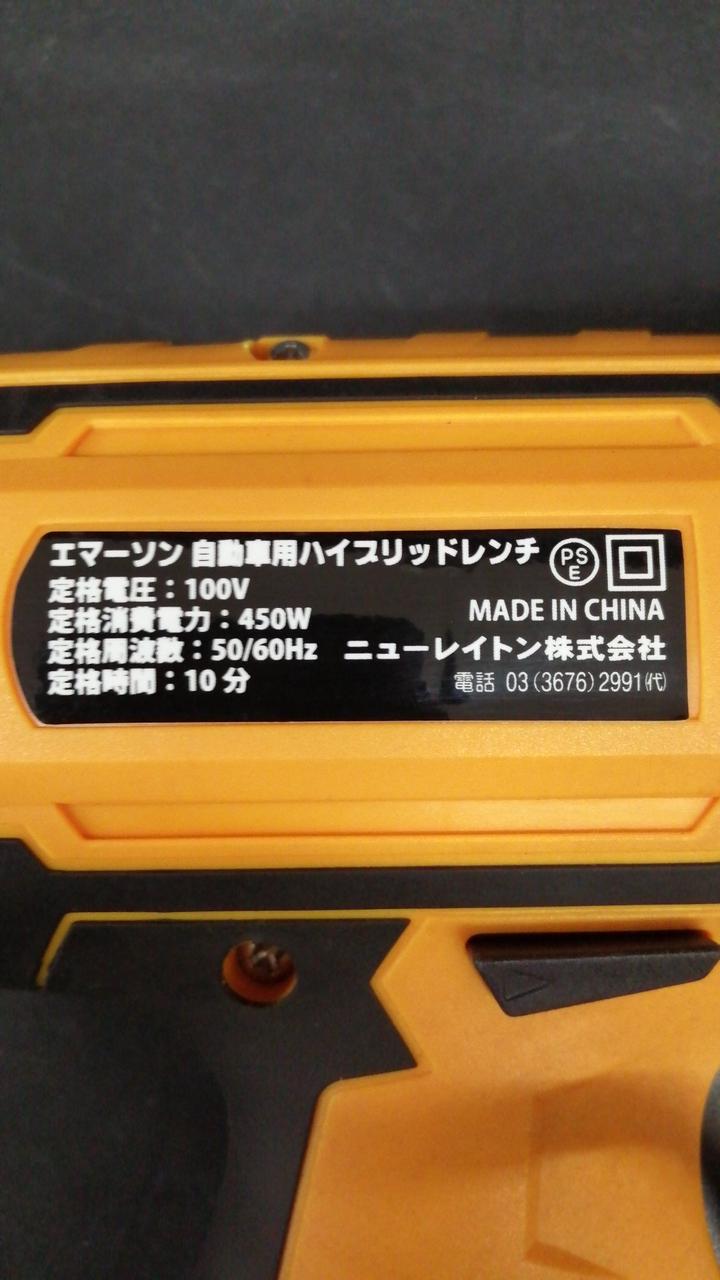 エマーソン 自動車用ハイブリッドレンチ
PS
E
定格電圧：100V
定格消費電力：450W
MADE IN CHINA
定格周波数：50/60Hz
ニューレイトン株式会社
定格時間：10 分
電話 03(3676)2991㈹